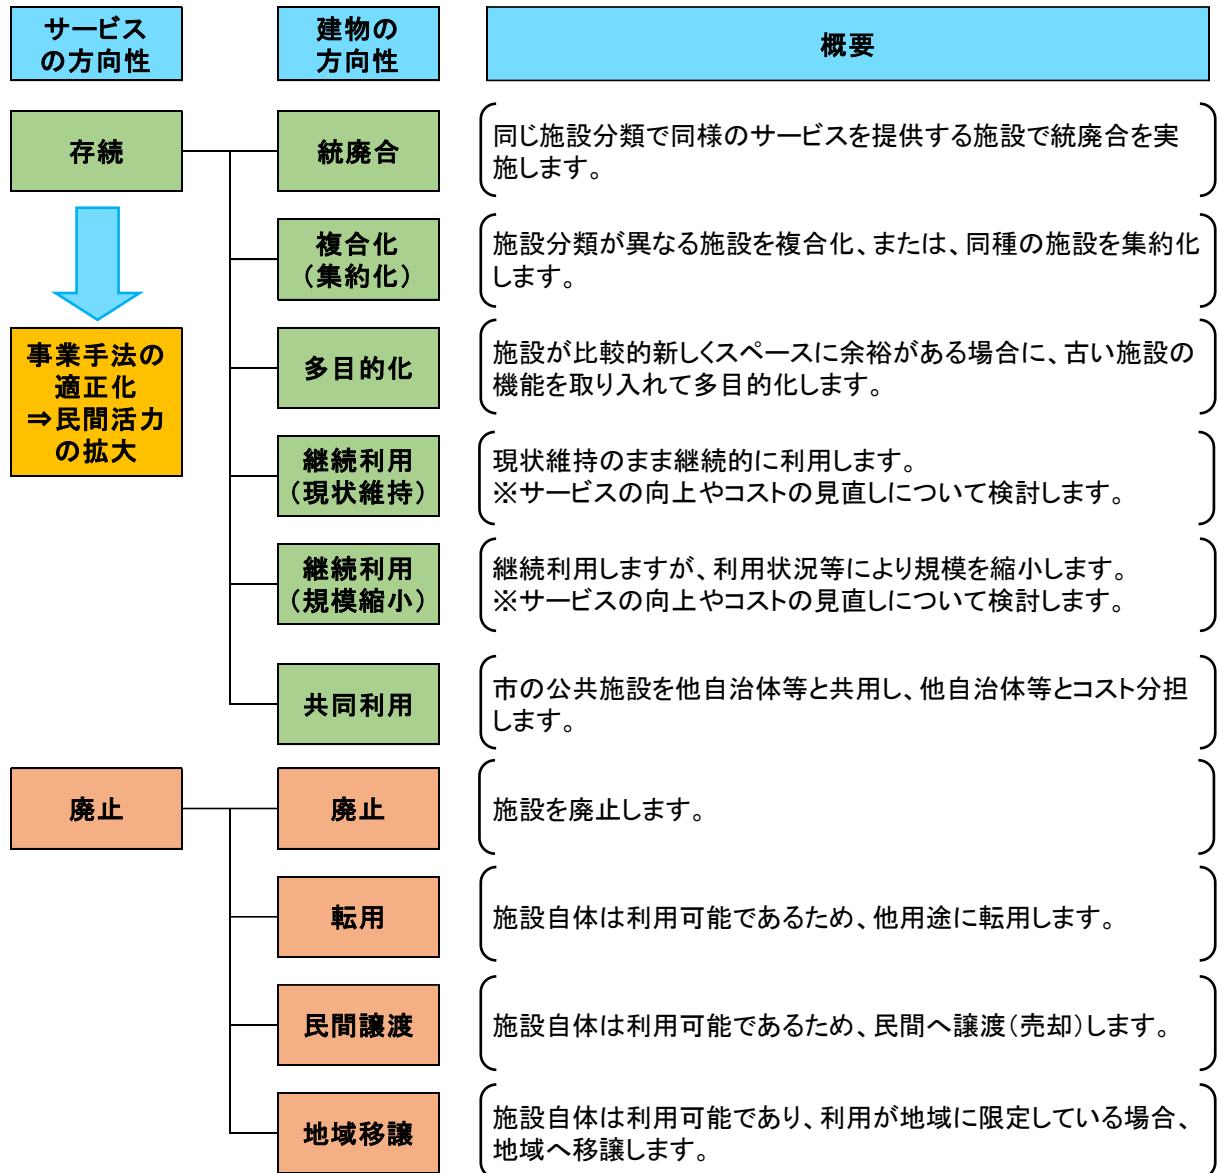 サービス
の方向性
建物の
方向性
概要
存続
統廃合
同じ施設分類で同様のサービスを提供する施設で統廃合を実
施します。
複合化
（集約化）
施設分類が異なる施設を複合化、または、同種の施設を集約化
します。
事業手法の
適正化
⇒民間活力
の拡大
多目的化
施設が比較的新しくスペースに余裕がある場合に、古い施設の
機能を取り入れて多目的化します。
継続利用
（現状維持）
現状維持のまま継続的に利用します。
※サービスの向上やコストの見直しについて検討します。
継続利用
（規模縮小）
継続利用しますが、利用状況等により規模を縮小します。
※サービスの向上やコストの見直しについて検討します。
共同利用
市の公共施設を他自治体等と共用し、他自治体等とコスト分担
します。
廃止
廃止
施設を廃止します。
転用
施設自体は利用可能であるため、他用途に転用します。
民間譲渡
施設自体は利用可能であるため、民間へ譲渡（売却）します。
地域移譲
施設自体は利用可能であり、利用が地域に限定している場合、
地域へ移譲します。